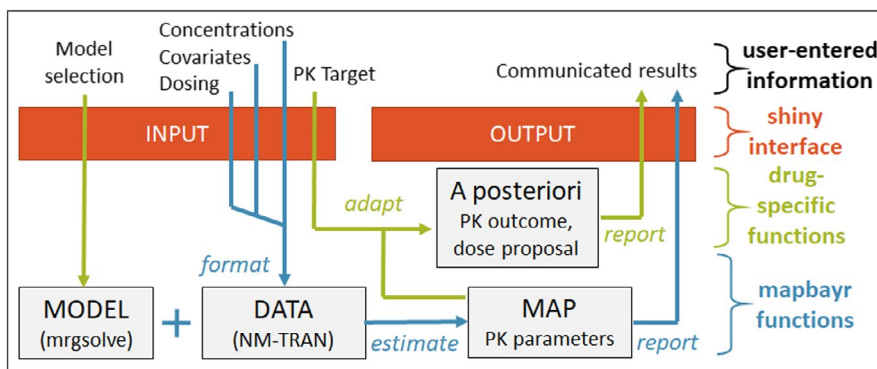 Model
selection
Concentrations
Covariates
Dosing
PK Target
Communicated results
user-entered
information
INPUT
OUTPUT
shiny
interface
A posteriori
PK outcome,
dose proposal
adapt
report
drug-
specific
functions
format
MODEL
(mrgsolve)
+
DATA
(NM-TRAN)
estimate
MAP
PK parameters
report
mapbayr
functions